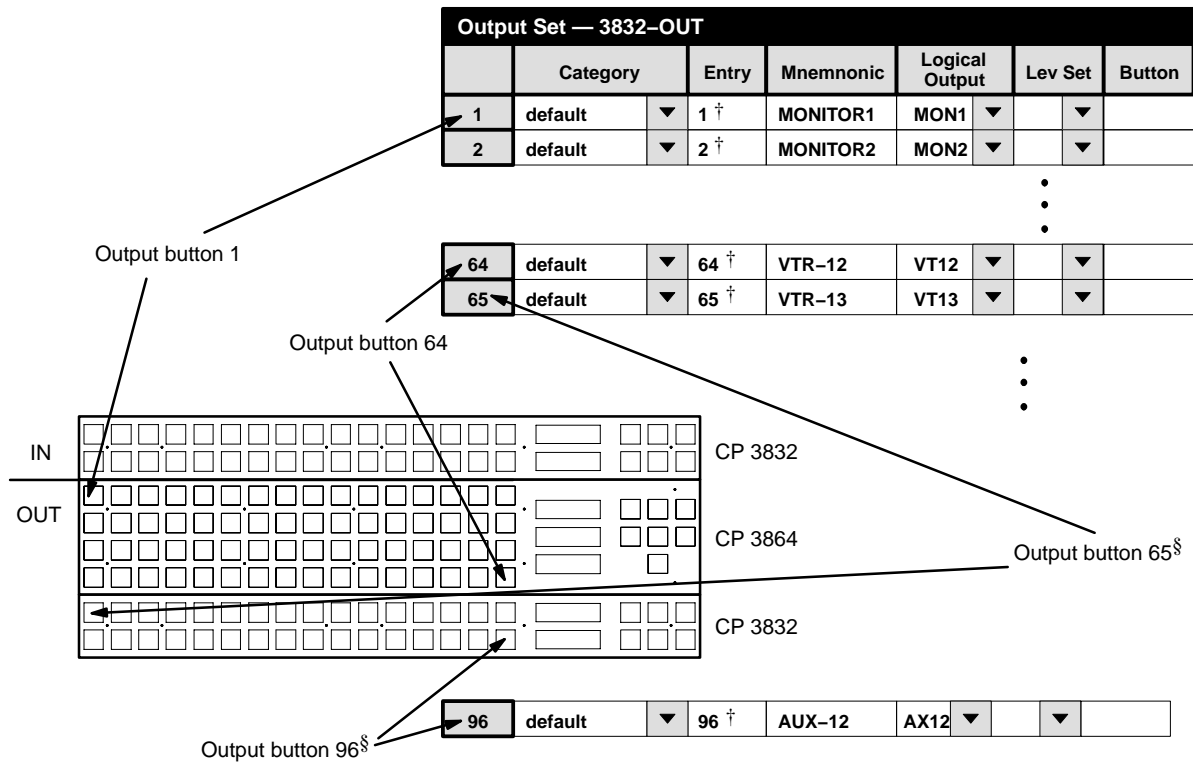 Output Set — 3832–OUT
Category Entry Mnemnonic Logical Output Lev Set Button
1 default 1 † MONITOR1 MON1
2 default 2 † MONITOR2 MON2
Output button 1
64 default 64 † VTR–12 VT12
65 default 65 † VTR–13 VT13
Output button 64
IN
CP 3832
OUT
CP 3864
Output button 65§
CP 3832
96 default 96 † AUX–12 AX12
Output button 96§